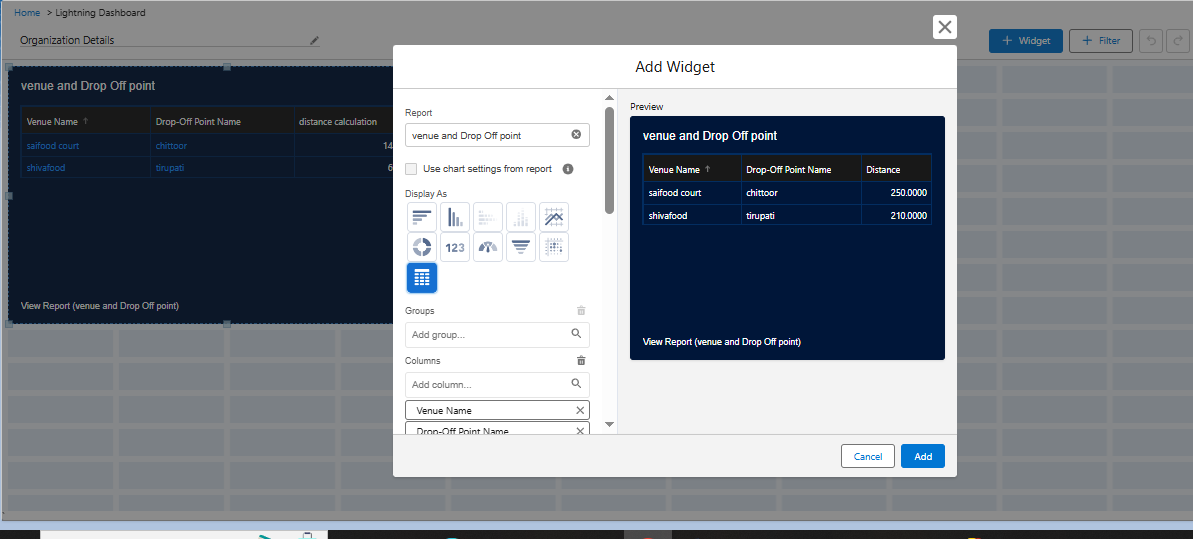 Home > Lightning Dashboard
Organization Details
+ Widget
+ Filter
venue and Drop Off point
Venue Name ↑ Drop-Off Point Name distance calculation
saifood court chittoor 14
shivafood tirupati 6
View Report (venue and Drop Off point)
Add Widget
Report
venue and Drop Off point
Use chart settings from report
Display As
123
Groups
Add group...
Columns
Add column...
Venue Name
Drop-Off Point Name
Preview
venue and Drop Off point
Venue Name ↑ Drop-Off Point Name Distance
saifood court chittoor 250.0000
shivafood tirupati 210.0000
View Report (venue and Drop Off point)
Cancel
Add